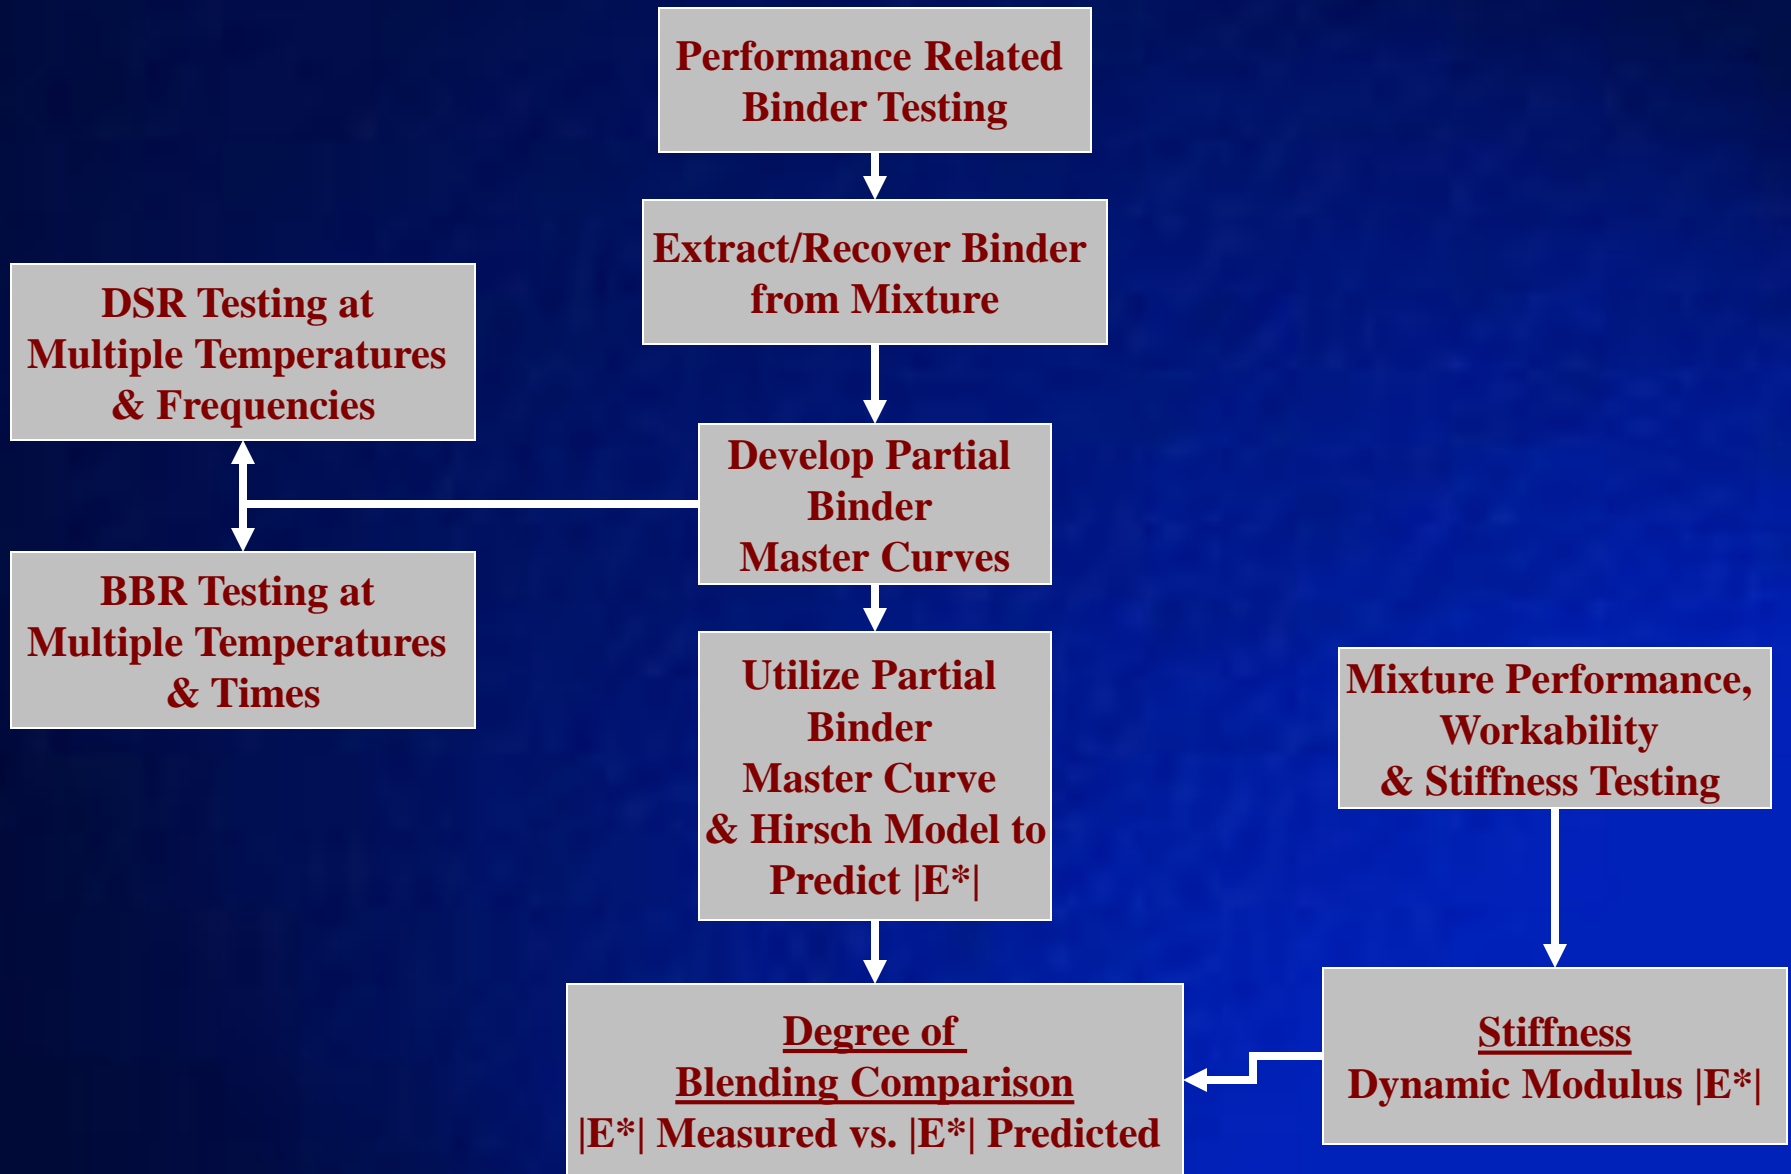 Performance Related
Binder Testing
Extract/Recover Binder
from Mixture
DSR Testing at
Multiple Temperatures
& Frequencies
Develop Partial
Binder
Master Curves
BBR Testing at
Multiple Temperatures
& Times
Utilize Partial
Binder
Master Curve
& Hirsch Model to
Predict |E*|
Mixture Performance,
Workability
& Stiffness Testing
Degree of
Blending Comparison
|E*| Measured vs. |E*| Predicted
Stiffness
Dynamic Modulus |E*|